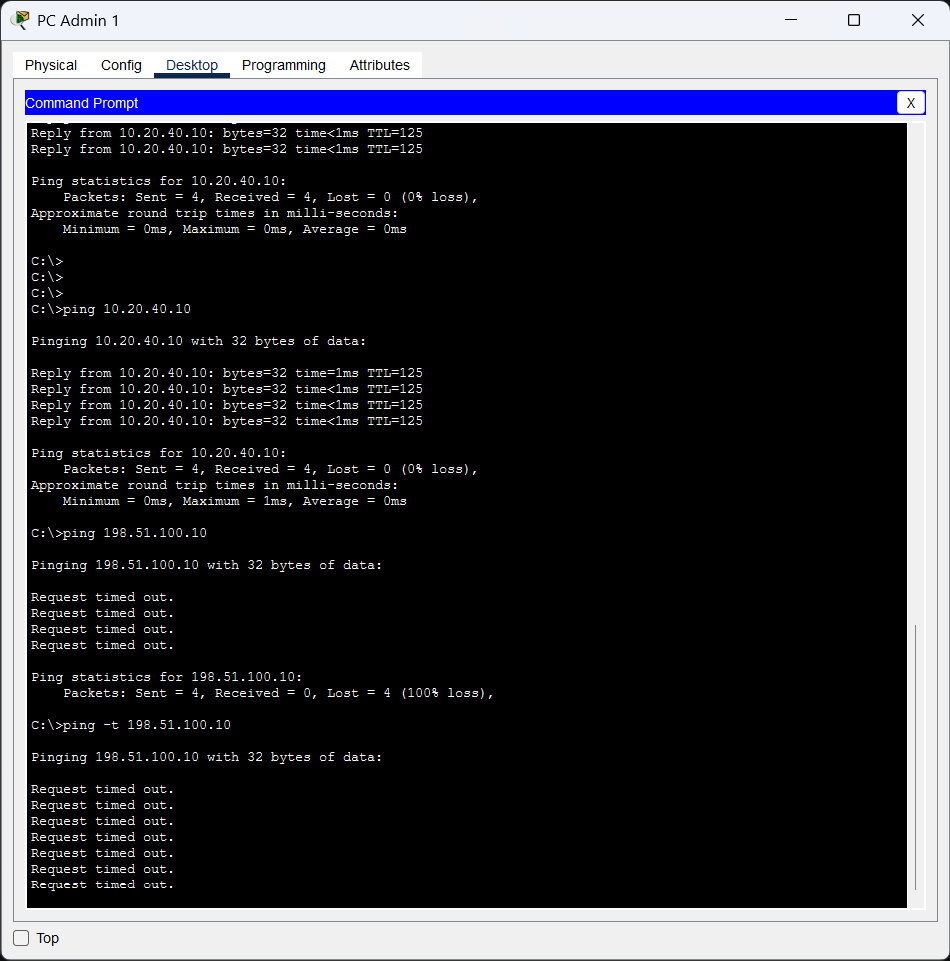 PC Admin 1
Physical Config Desktop Programming Attributes
Command Prompt X
Reply from 10.20.40.10: bytes=32 time<1ms TTL=125
Reply from 10.20.40.10: bytes=32 time<1ms TTL=125
Ping statistics for 10.20.40.10:
Packets: Sent = 4, Received = 4, Lost = 0 (0% loss),
Approximate round trip times in milli-seconds:
Minimum = 0ms, Maximum = 0ms, Average = 0ms
C:\>
C:\>
C:\>
C:\>ping 10.20.40.10
Pinging 10.20.40.10 with 32 bytes of data:
Reply from 10.20.40.10: bytes=32 time=1ms TTL=125
Reply from 10.20.40.10: bytes=32 time<1ms TTL=125
Reply from 10.20.40.10: bytes=32 time<1ms TTL=125
Reply from 10.20.40.10: bytes=32 time<1ms TTL=125
Ping statistics for 10.20.40.10:
Packets: Sent = 4, Received = 4, Lost = 0 (0% loss),
Approximate round trip times in milli-seconds:
Minimum = 0ms, Maximum = 1ms, Average = 0ms
C:\>ping 198.51.100.10
Pinging 198.51.100.10 with 32 bytes of data:
Request timed out.
Request timed out.
Request timed out.
Request timed out.
Ping statistics for 198.51.100.10:
Packets: Sent = 4, Received = 0, Lost = 4 (100% loss),
C:\>ping -t 198.51.100.10
Pinging 198.51.100.10 with 32 bytes of data:
Request timed out.
Request timed out.
Request timed out.
Request timed out.
Request timed out.
Request timed out.
Request timed out.
Top